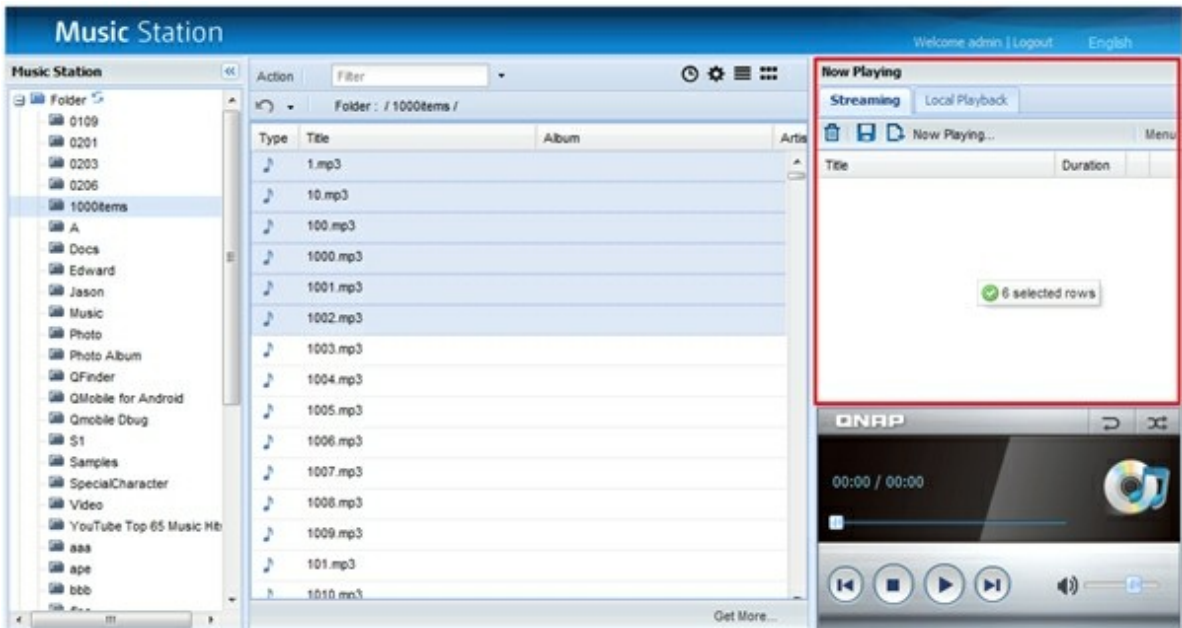 Music Station
Welcome admin | Logout English
Music Station
Folder
0109
0201
0203
0206
1000items
A
Docs
Edward
Jason
Music
Photo
Photo Album
QFinder
QMobile for Android
Qmobile Dbug
S1
Samples
SpecialCharacter
Video
YouTube Top 65 Music Hit
aaa
ape
bbb
Action Filter
Folder : / 1000items /
Type Title Album Artis
1.mp3
10.mp3
100.mp3
1000.mp3
1001.mp3
1002.mp3
1003.mp3
1004.mp3
1005.mp3
1006.mp3
1007.mp3
1008.mp3
1009.mp3
101.mp3
1010.mp3
Get More...
Now Playing
Streaming Local Playback
Now Playing... Menu
Title Duration
6 selected rows
QNAP
00:00 / 00:00